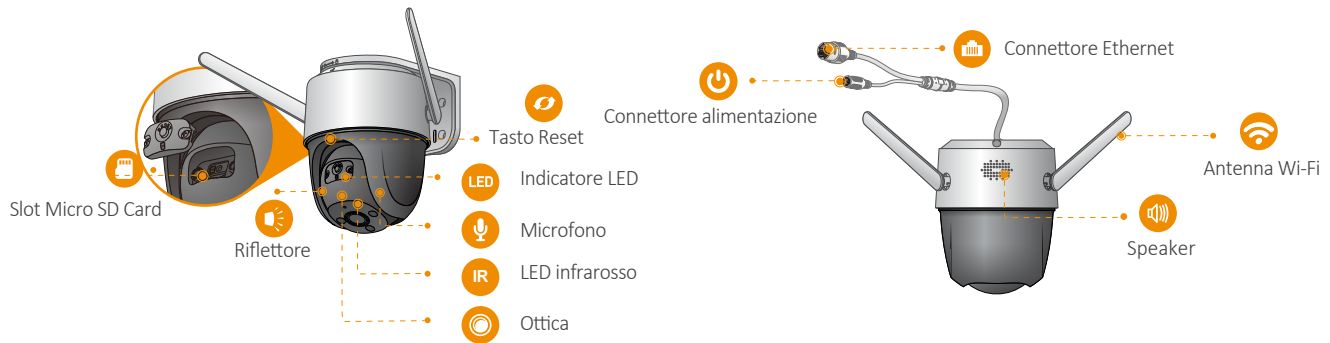 Slot Micro SD Card
Riflettore
Tasto Reset
LED
Indicatore LED
Microfono
IR
LED infrarosso
Ottica
Connettore Ethernet
Connettore alimentazione
Antenna Wi-Fi
Speaker